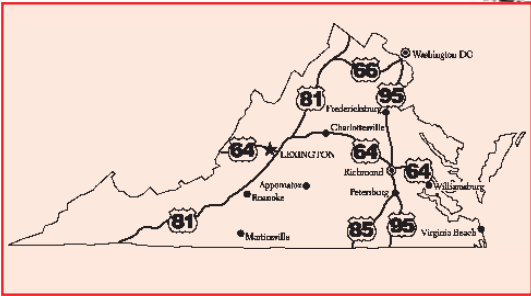 Washington DC
66
81
95
Fredericksburg
Charlottesville
64
LEXINGTON
64
Richmond
64
Appomatox
Williamsburg
Roanoke
Petersburg
81
Martinsville
85
95
Virginia Beach